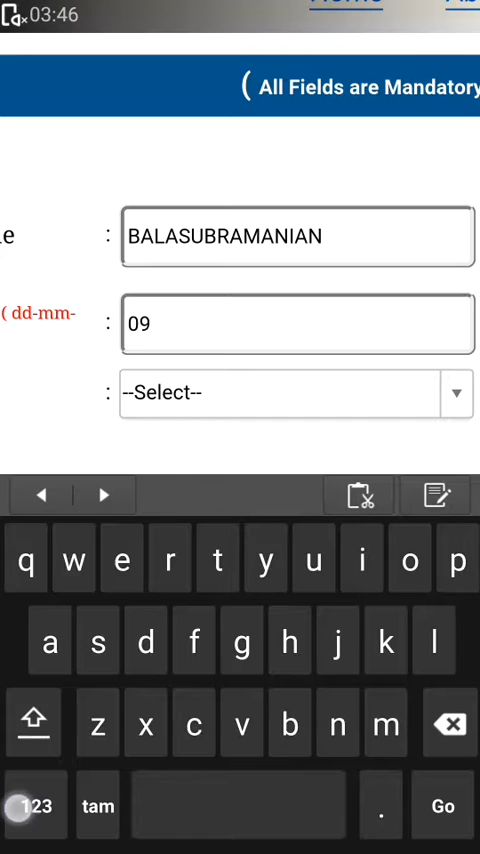 03:46
( All Fields are Mandatory
: BALASUBRAMANIAN
( dd-mm-
: 09
: --Select--
q w e r t y u i o p
a s d f g h j k l
z x c v b n m
123 tam . Go